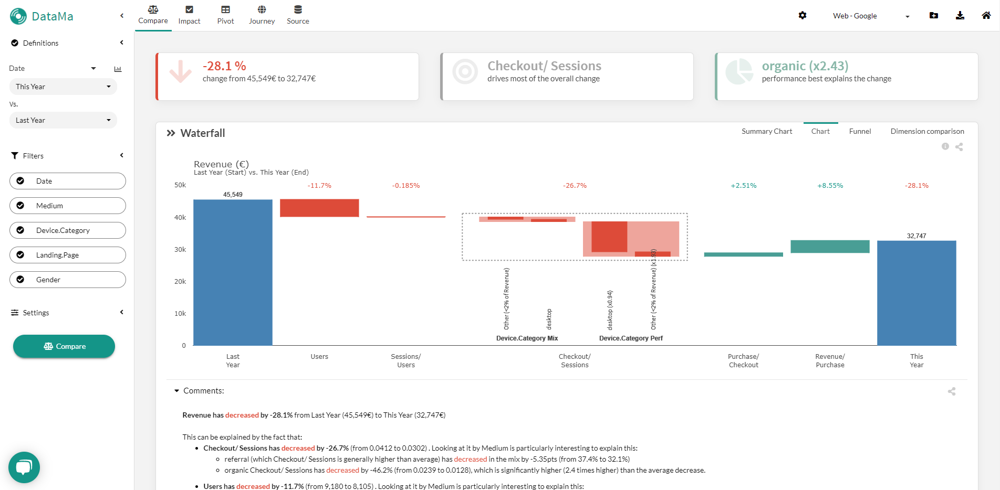 DataMa
Compare
Impact
Pivot
Journey
Source
Web - Google
Definitions
Date
This Year
Vs.
Last Year
Filters
Date
Medium
Device.Category
Landing.Page
Gender
Settings
Compare
-28.1 %
change from 45,549€ to 32,747€
Checkout/ Sessions
drives most of the overall change
organic (x2.43)
performance best explains the change
Waterfall
Summary Chart
Chart
Funnel
Dimension comparison
Revenue (€)
Last Year (Start) vs. This Year (End)
50k
40k
30k
20k
10k
0
-11.7%
-0.185%
-26.7%
+2.51%
+8.55%
-28.1%
45,549
32,747
Other (<2% of Revenue)
desktop
desktop (x0.94)
Other (<2% of Revenue) (x1.93)
Device.Category Mix
Device.Category Perf
Last
Year
Users
Sessions/
Users
Checkout/
Sessions
Purchase/
Checkout
Revenue/
Purchase
This
Year
Comments:
Revenue has decreased by -28.1% from Last Year (45,549€) to This Year (32,747€)
This can be explained by the fact that:
Checkout/ Sessions has decreased by -26.7% (from 0.0412 to 0.0302) . Looking at it by Medium is particularly interesting to explain this:
referral (which Checkout/ Sessions is generally higher than average) has decreased in the mix by -5.35pts (from 37.4% to 32.1%)
organic Checkout/ Sessions has decreased by -46.2% (from 0.0239 to 0.0128), which is significantly higher (2.4 times higher) than the average decrease.
Users has decreased by -11.7% (from 9,180 to 8,105) . Looking at it by Medium is particularly interesting to explain this: